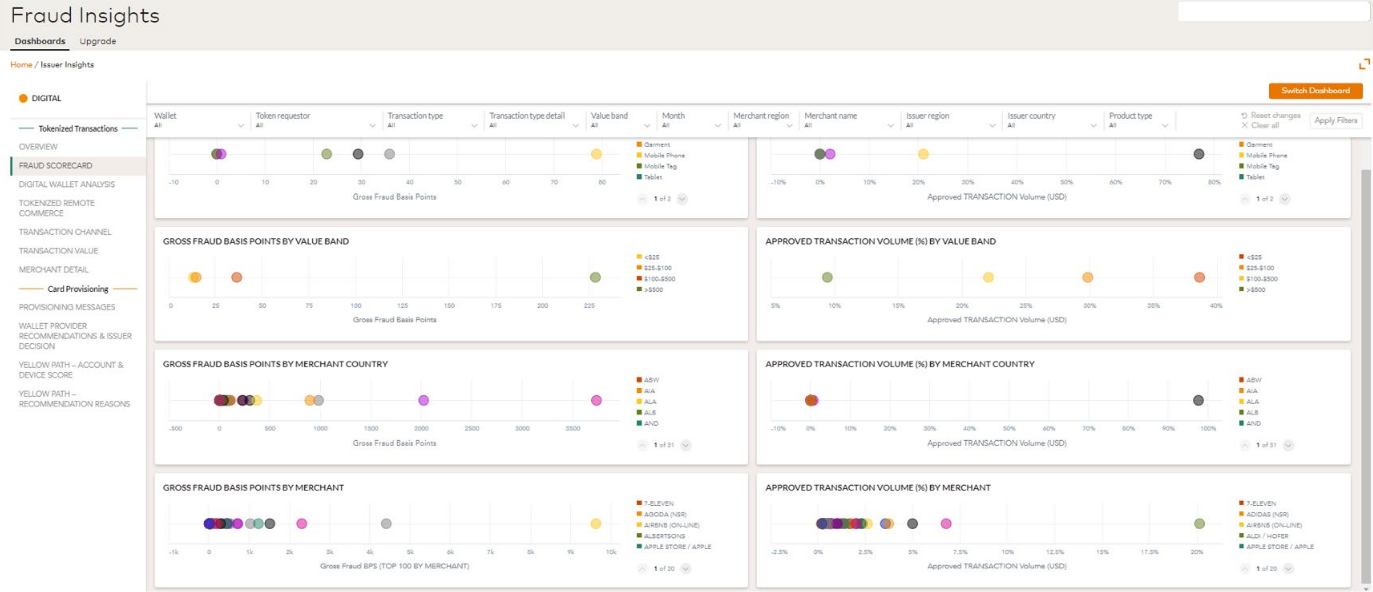 Fraud Insights
Dashboards Upgrade
Home / Issuer Insights
DIGITAL
Switch Dashboard
Tokenized Transactions
OVERVIEW
FRAUD SCORECARD
DIGITAL WALLET ANALYSIS
TOKENIZED REMOTE
COMMERCE
TRANSACTION CHANNEL
TRANSACTION VALUE
MERCHANT DETAIL
Card Provisioning
PROVISIONING MESSAGES
WALLET PROVIDER
RECOMMENDATIONS & ISSUER
DECISION
YELLOW PATH – ACCOUNT &
DEVICE SCORE
YELLOW PATH –
RECOMMENDATION REASONS
Wallet Token requestor Transaction type Transaction type detail Value band Month Merchant region Merchant name Issuer region Issuer country Product type
All All All All All All All All All All All
Reset changes
Clear all
Apply Filters
Garment
Mobile Phone
Mobile Tag
Tables
-10 0 10 20 30 40 50 60 70 80
Gross Fraud Basis Points
1 of 2
Garment
Mobile Phone
Mobile Tag
Tables
-10% 0% 10% 20% 30% 40% 50% 60% 70% 80%
Approved TRANSACTION Volume (USD)
1 of 2
GROSS FRAUD BASIS POINTS BY VALUE BAND
<$25
$25-$100
$100-$500
>$500
0 25 50 75 100 125 150 175 200 225
Gross Fraud Basis Points
APPROVED TRANSACTION VOLUME (%) BY VALUE BAND
<$25
$25-$100
$100-$500
>$500
5% 10% 15% 20% 25% 30% 35% 40%
Approved TRANSACTION Volume (USD)
GROSS FRAUD BASIS POINTS BY MERCHANT COUNTRY
ABW
AIA
ALA
ALB
AND
-500 0 500 1000 1500 2000 2500 3000 3500
Gross Fraud Basis Points
1 of 31
APPROVED TRANSACTION VOLUME (%) BY MERCHANT COUNTRY
ABW
AIA
ALA
ALB
AND
-10% 0% 10% 20% 30% 40% 50% 60% 70% 80% 90% 100%
Approved TRANSACTION Volume (USD)
1 of 31
GROSS FRAUD BASIS POINTS BY MERCHANT
7-ELEVEN
AGODA (NSR)
AIRBNB (ON-LINE)
ALBERTSONS
APPLE STORE / APPLE
-1k 0 1k 2k 3k 4k 5k 6k 7k 8k 9k 10k
Gross Fraud BPS (TOP 100 BY MERCHANT)
1 of 20
APPROVED TRANSACTION VOLUME (%) BY MERCHANT
7-ELEVEN
ADIDAS (NSR)
AIRBNB (ON-LINE)
ALDI / HOFER
APPLE STORE / APPLE
-2.5% 0% 2.5% 5% 7.5% 10% 12.5% 15% 17.5% 20%
Approved TRANSACTION Volume (USD)
1 of 20